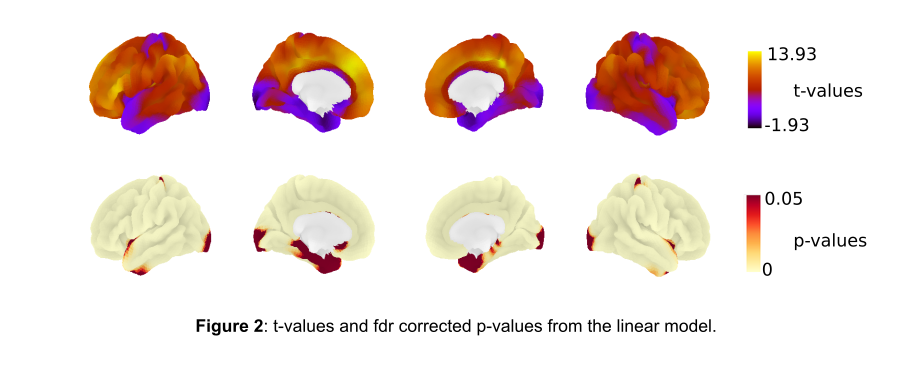 13.93
t-values
-1.93
0.05
p-values
0
Figure 2: t-values and fdr corrected p-values from the linear model.